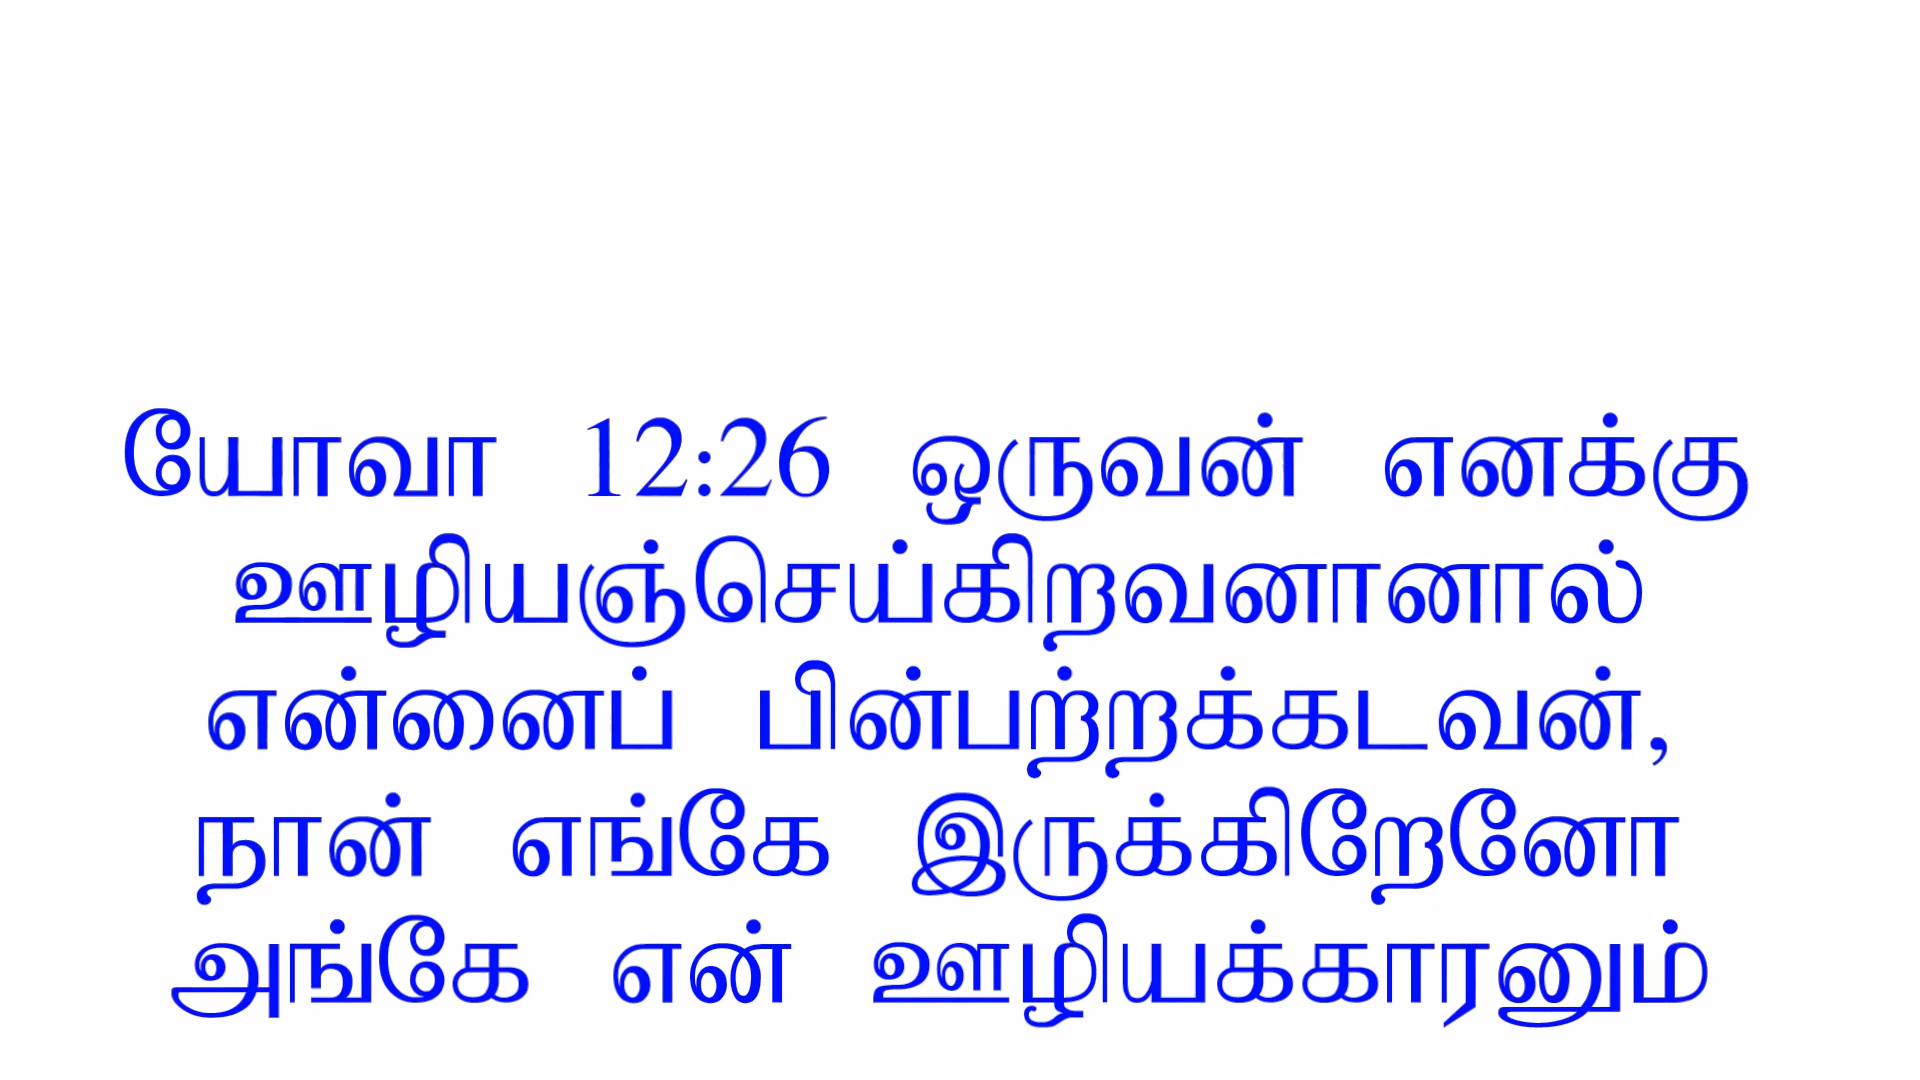 யோவா 12:26 ஒருவன் எனக்கு
ஊழியஞ்செய்கிறவனானால்
என்னைப் பின்பற்றக்கடவன்,
நான் எங்கே இருக்கிறேனோ
அங்கே என் ஊழியக்காரனும்